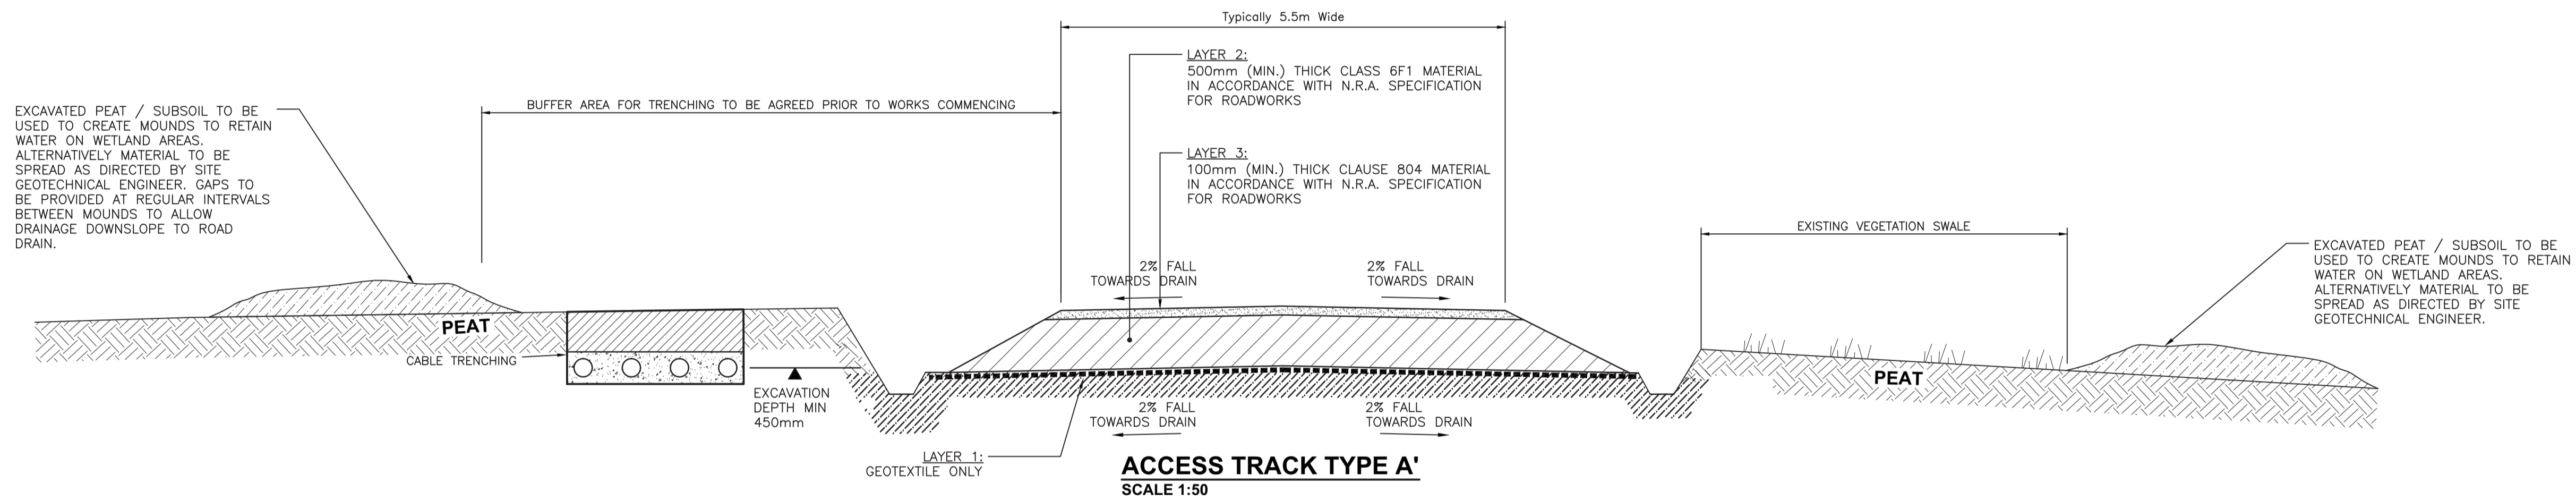 Typically 5.5m Wide
LAYER 2:
500mm (MIN.) THICK CLASS 6F1 MATERIAL
IN ACCORDANCE WITH N.R.A. SPECIFICATION
FOR ROADWORKS
EXCAVATED PEAT / SUBSOIL TO BE
USED TO CREATE MOUNDS TO RETAIN
WATER ON WETLAND AREAS.
ALTERNATIVELY MATERIAL TO BE
SPREAD AS DIRECTED BY SITE
GEOTECHNICAL ENGINEER. GAPS TO
BE PROVIDED AT REGULAR INTERVALS
BETWEEN MOUNDS TO ALLOW
DRAINAGE DOWNSLOPE TO ROAD
DRAIN.
BUFFER AREA FOR TRENCHING TO BE AGREED PRIOR TO WORKS COMMENCING
LAYER 3:
100mm (MIN.) THICK CLAUSE 804 MATERIAL
IN ACCORDANCE WITH N.R.A. SPECIFICATION
FOR ROADWORKS
EXISTING VEGETATION SWALE
EXCAVATED PEAT / SUBSOIL TO BE
USED TO CREATE MOUNDS TO RETAIN
WATER ON WETLAND AREAS.
ALTERNATIVELY MATERIAL TO BE
SPREAD AS DIRECTED BY SITE
GEOTECHNICAL ENGINEER.
2% FALL
TOWARDS DRAIN
2% FALL
TOWARDS DRAIN
PEAT
CABLE TRENCHING
EXCAVATION
DEPTH MIN
450mm
PEAT
2% FALL
TOWARDS DRAIN
2% FALL
TOWARDS DRAIN
LAYER 1:
GEOTEXTILE ONLY
ACCESS TRACK TYPE A'
SCALE 1:50